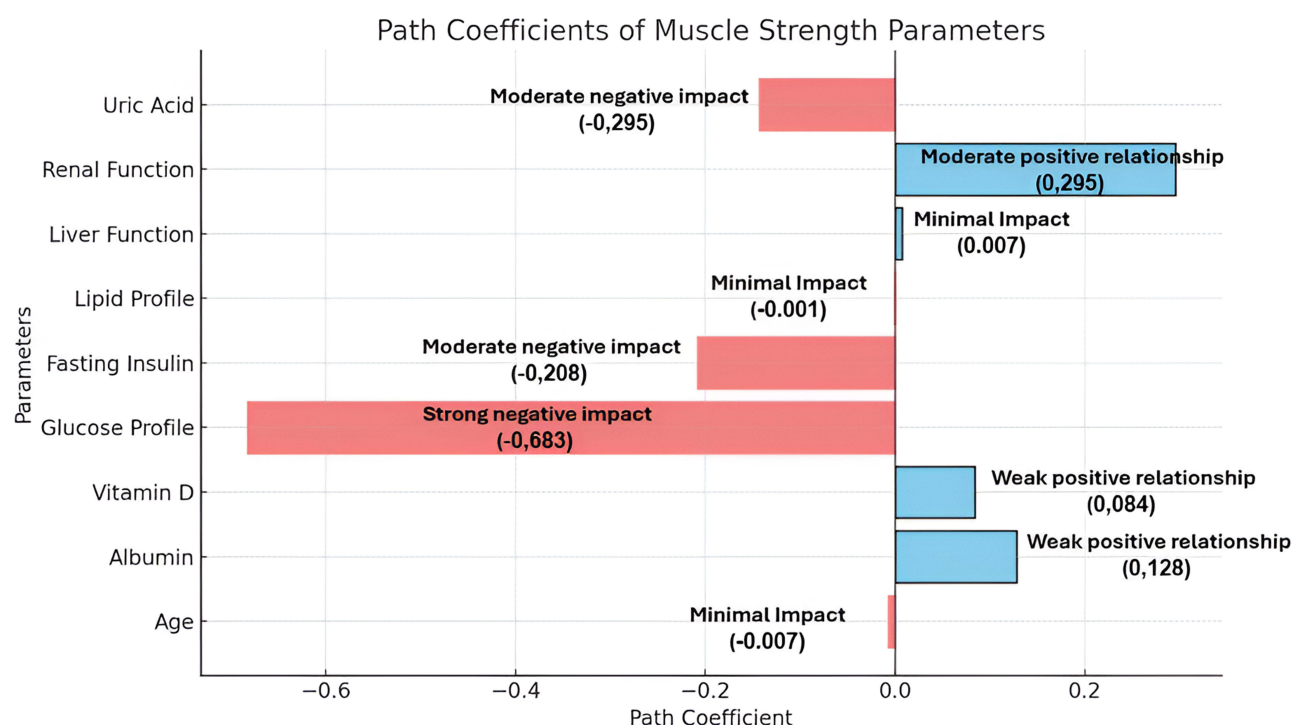 Path Coefficients of Muscle Strength Parameters
Uric Acid
Moderate negative impact
(-0,295)
Renal Function
Moderate positive relationship
(0,295)
Liver Function
Minimal Impact
(0.007)
Lipid Profile
Minimal Impact
(-0.001)
Fasting Insulin
Moderate negative impact
(-0,208)
Glucose Profile
Strong negative impact
(-0,683)
Vitamin D
Weak positive relationship
(0,084)
Albumin
Weak positive relationship
(0,128)
Age
Minimal Impact
(-0.007)
Parameters
−0.6 −0.4 −0.2 0.0 0.2
Path Coefficient